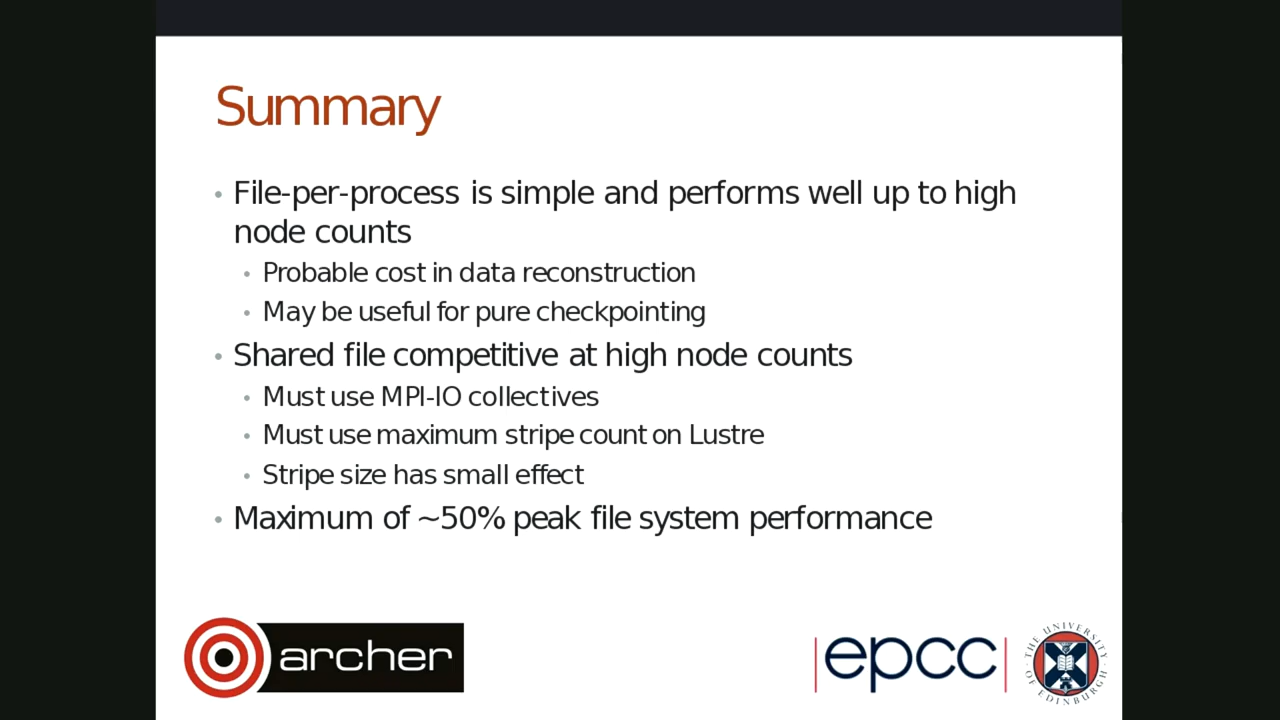 Summary
• File-per-process is simple and performs well up to high
node counts
• Probable cost in data reconstruction
• May be useful for pure checkpointing
• Shared file competitive at high node counts
• Must use MPI-IO collectives
• Must use maximum stripe count on Lustre
• Stripe size has small effect
• Maximum of ~50% peak file system performance
archer
|epcc|
THE UNIVERSITY OF EDINBURGH